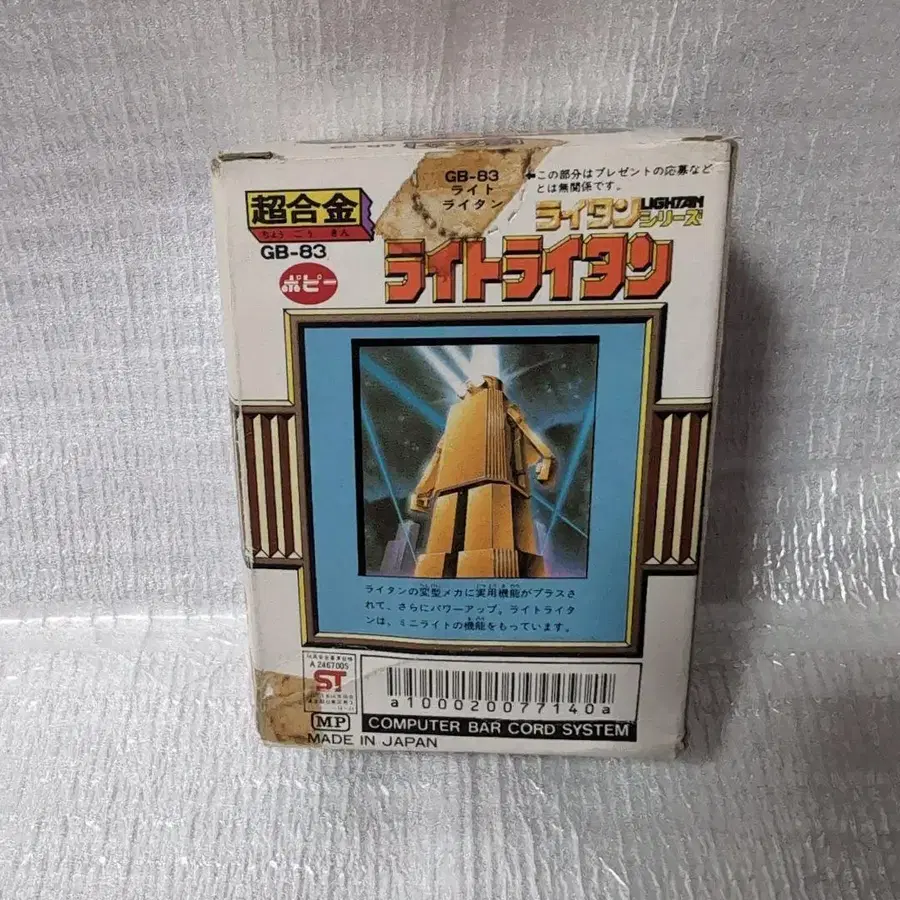 GB-83
ライト
ライタン
←この部分はプレゼントの応募など
とは無関係です。
超合金
ちょう ごう きん
GB-83
ポピー
ライタン LIGHTAN シリーズ
ライトライタン
ライタンの変型メカに実用機能がプラスさ
れて、さらにパワーアップ。ライトライタ
ンは、ミニライトの機能をもっています。
A 2467005
ST
MP
a100020077140a
COMPUTER BAR CORD SYSTEM
MADE IN JAPAN